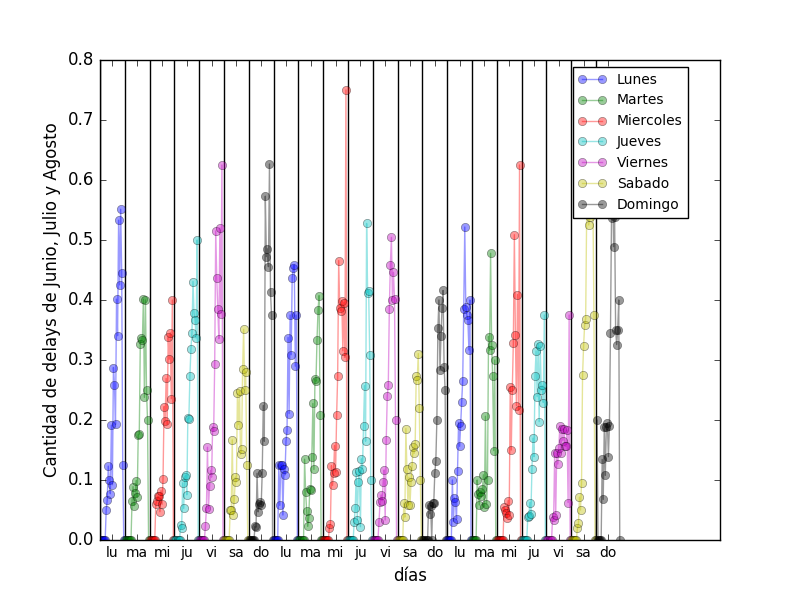 Cantidad de delays de Junio, Julio y Agosto
0.8
0.7
0.6
0.5
0.4
0.3
0.2
0.1
0.0
Lunes
Martes
Miercoles
Jueves
Viernes
Sabado
Domingo
lu ma mi ju vi sa do lu ma mi ju vi sa do lu ma mi ju vi sa do
días